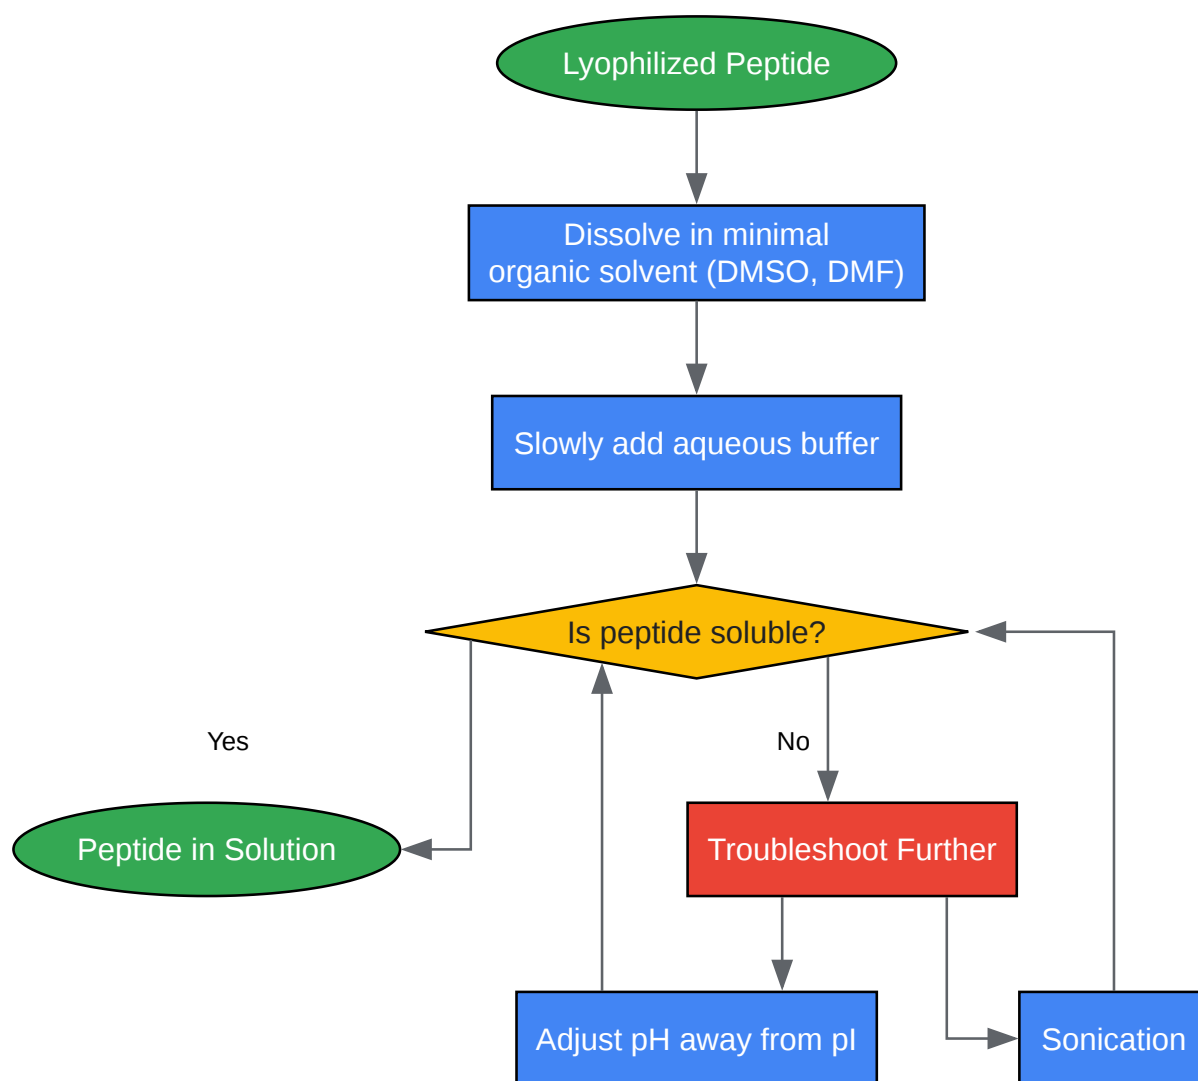 Lyophilized Peptide
Dissolve in minimal
organic solvent (DMSO, DMF)
Slowly add aqueous buffer
Is peptide soluble?
Yes
No
Peptide in Solution
Troubleshoot Further
Adjust pH away from pI
Sonication